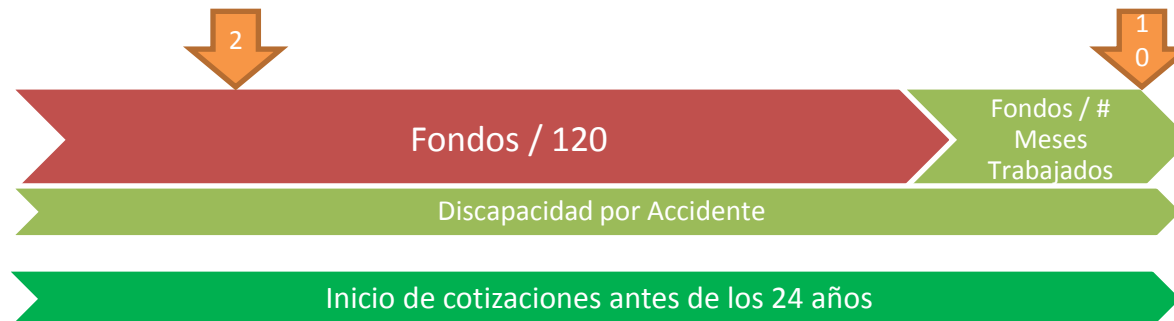 2
1
0
Fondos / 120
Fondos / #
Meses
Trabajados
Discapacidad por Accidente
Inicio de cotizaciones antes de los 24 años